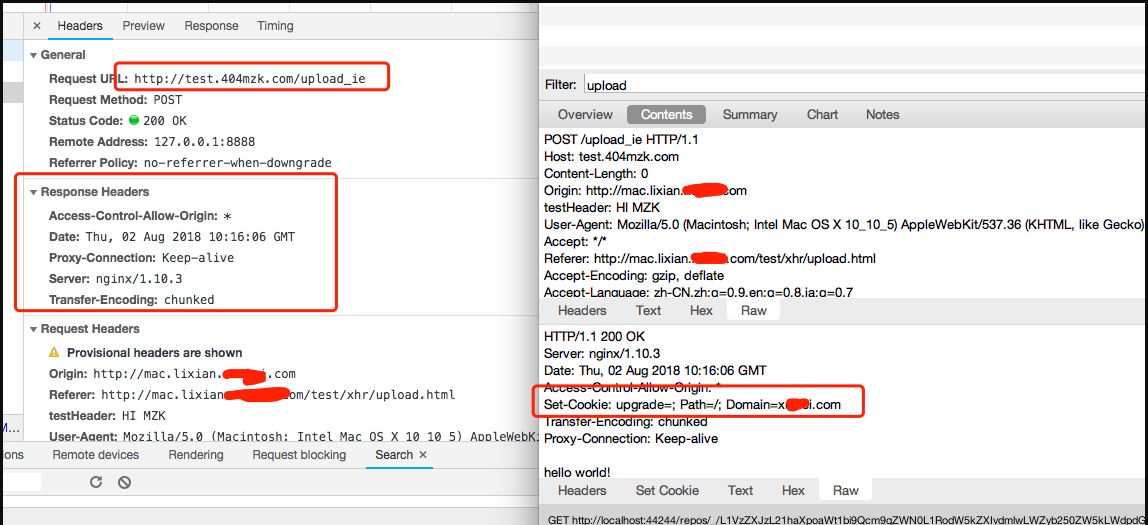 × Headers Preview Response Timing
▼ General
Request URL: http://test.404mzk.com/upload_ie
Request Method: POST
Status Code: 200 OK
Remote Address: 127.0.0.1:8888
Referrer Policy: no-referrer-when-downgrade
▼ Response Headers
Access-Control-Allow-Origin: *
Date: Thu, 02 Aug 2018 10:16:06 GMT
Proxy-Connection: Keep-alive
Server: nginx/1.10.3
Transfer-Encoding: chunked
▼ Request Headers
Provisional headers are shown
Origin: http://mac.lixian. i.com
Referer: http://mac.lixian. .com/test/xhr/upload.html
testHeader: HI MZK
User-Agent: Mozilla/5.0 (Macintosh; Intel Mac OS X 10_10_5) AppleWebKi
M...
ions Remote devices Rendering Request blocking Search ×
Filter: upload
Overview Contents Summary Chart Notes
POST /upload_ie HTTP/1.1
Host: test.404mzk.com
Content-Length: 0
Origin: http://mac.lixian. .com
testHeader: HI MZK
User-Agent: Mozilla/5.0 (Macintosh; Intel Mac OS X 10_10_5) AppleWebKit/537.36 (KHTML, like Gecko)
Accept: */*
Referer: http://mac.lixian. .com/test/xhr/upload.html
Accept-Encoding: gzip, deflate
Accept-Language: zh-CN,zh;q=0.9,en;q=0.8,ja;q=0.7
Headers Text Hex Raw
HTTP/1.1 200 OK
Server: nginx/1.10.3
Date: Thu, 02 Aug 2018 10:16:06 GMT
Access-Control-Allow-Origin: *
Set-Cookie: upgrade=; Path=/; Domain=x i.com
Transfer-Encoding: chunked
Proxy-Connection: Keep-alive
hello world!
Headers Set Cookie Text Hex Raw
GET http://localhost:44244/repos/_/